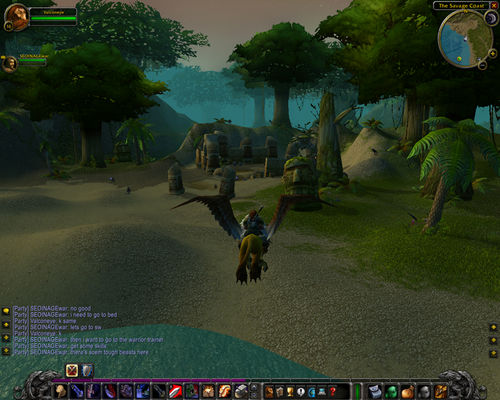 Valconeye
The Savage Coast
SEOINAGEwar
[Party] SEOINAGEwar: no good
[Party] SEOINAGEwar: i need to go to bed
[Party] Valconeye: k same
[Party] SEOINAGEwar: lets go to sw
[Party] Valconeye: k
[Party] SEOINAGEwar: then i want to go to the warrior trainer
[Party] SEOINAGEwar: get some skills
[Party] SEOINAGEwar: there's soem tough beasts here